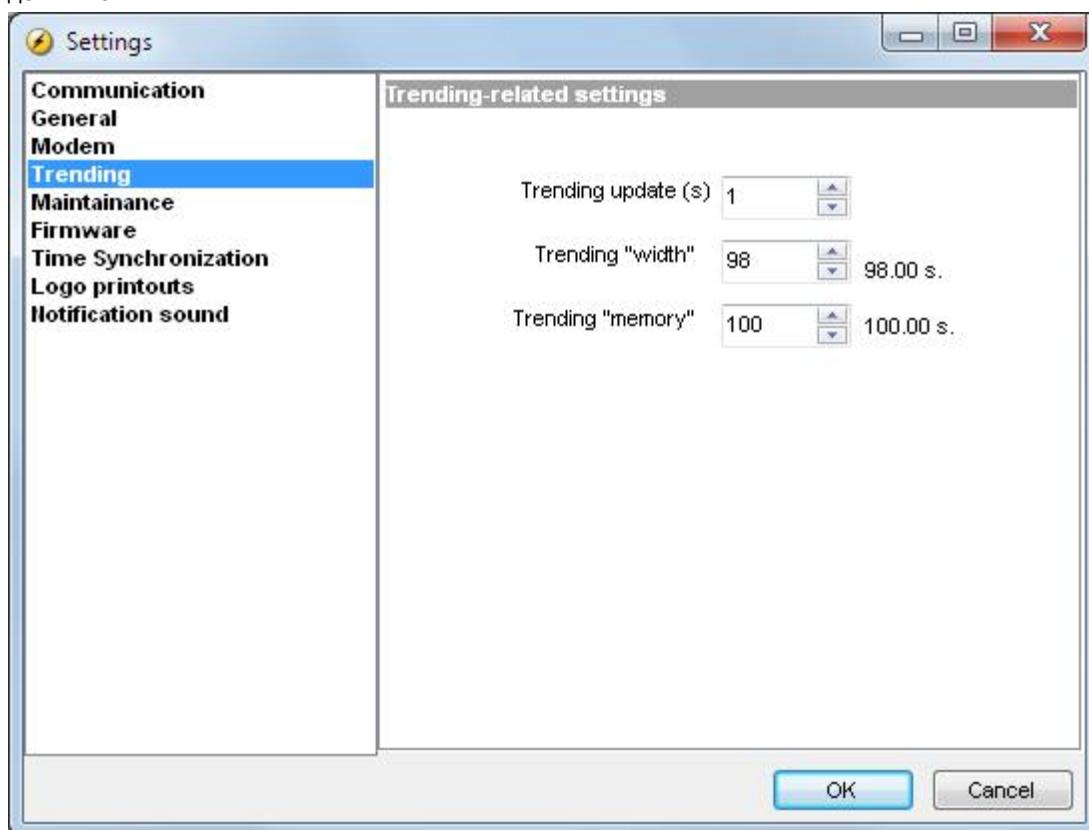 Settings
Communication
General
Modem
Trending
Maintainance
Firmware
Time Synchronization
Logo printouts
Notification sound
Trending-related settings
Trending update (s) 1
Trending "width" 98 98.00 s.
Trending "memory" 100 100.00 s.
OK Cancel